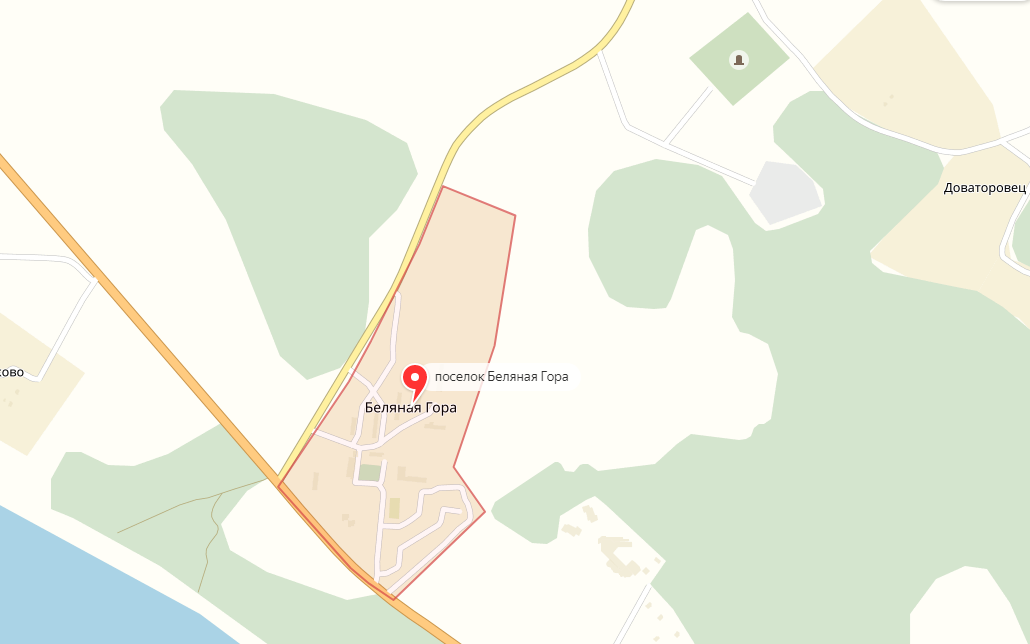 Доваторовец
ково
поселок Беляная Гора
Беляная Гора